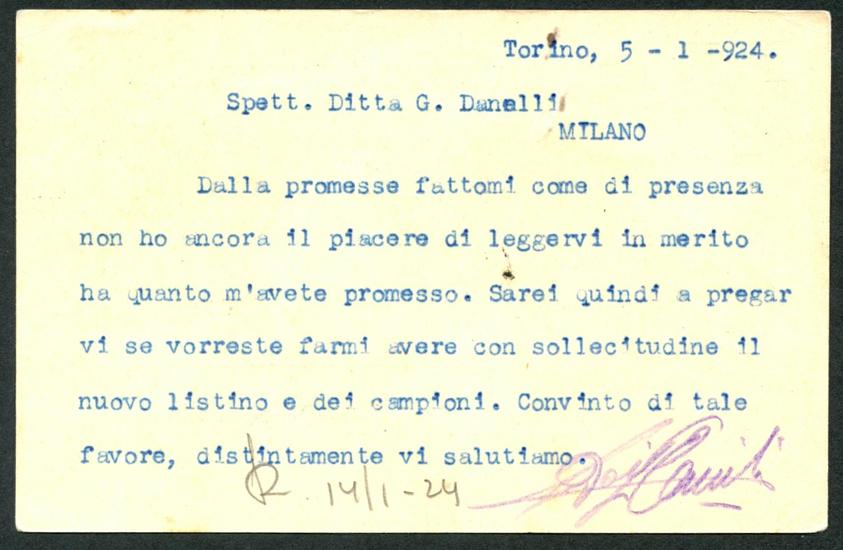 Torino, 5 - 1 -924.
Spett. Ditta G. Danelli
MILANO
Dalla promesse fattomi come di presenza
non ho ancora il piacere di leggervi in merito
ha quanto m'avete promesso. Sarei quindi a pregar
vi se vorreste farmi avere con sollecitudine il
nuovo listino e dei campioni. Convinto di tale
favore, distintamente vi salutiamo.
R. 14/1-24